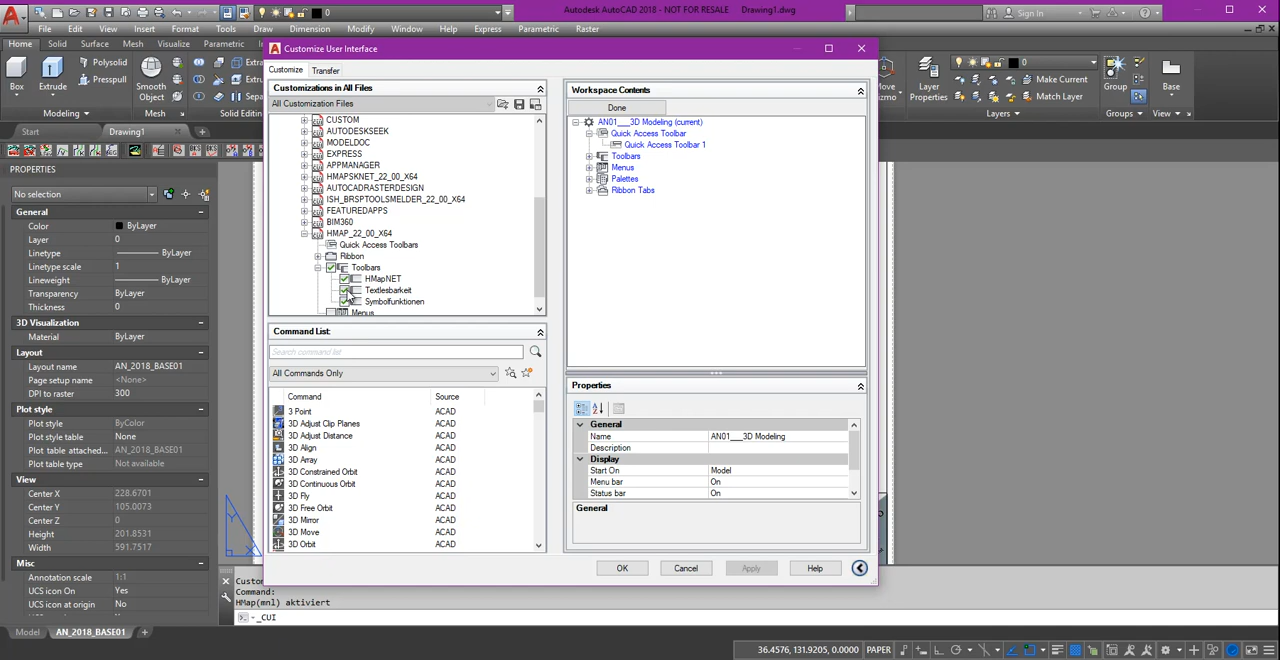 Autodesk AutoCAD 2018 - NOT FOR RESALE Drawing1.dwg
Sign In
0
File Edit View Insert Format Tools Draw Dimension Modify Window Help Express Parametric Raster
Home Solid Surface Mesh Visualize Parametric
Box
Extrude
Polysolid
Presspull
Smooth Object
Modeling
Mesh
Solid Editing
Move
Layer Properties
0
Make Current
Match Layer
Layers
Group
Groups
Base
View
Start
Drawing1
PROPERTIES
No selection
General
Color ByLayer
Layer 0
Linetype ByLayer
Linetype scale 1
Lineweight ByLayer
Transparency ByLayer
Thickness 0
3D Visualization
Material ByLayer
Layout
Layout name AN_2018_BASE01
Page setup name <None>
DPI to raster 300
Plot style
Plot style ByColor
Plot style table None
Plot table attached... AN_2018_BASE01
Plot table type Not available
View
Center X 228.6701
Center Y 105.0073
Center Z 0
Height 201.8531
Width 591.7517
Misc
Annotation scale 1:1
UCS icon On Yes
UCS icon at origin No
Customize User Interface
Customize Transfer
Customizations in All Files
All Customization Files
CUSTOM
AUTODESKSEEK
MODELDOC
EXPRESS
APPMANAGER
HMAPSKNET_22_00_X64
AUTOCADRASTERDESIGN
ISH_BRSPTOOLSMELDER_22_00_X64
FEATUREDAPPS
BIM360
HMAP_22_00_X64
Quick Access Toolbars
Ribbon
Toolbars
HMapNET
Textlesbarkeit
Symbolfunktionen
Menus
Command List:
Search command list
All Commands Only
Command Source
3 Point ACAD
3D Adjust Clip Planes ACAD
3D Adjust Distance ACAD
3D Align ACAD
3D Array ACAD
3D Constrained Orbit ACAD
3D Continuous Orbit ACAD
3D Fly ACAD
3D Free Orbit ACAD
3D Mirror ACAD
3D Move ACAD
3D Orbit ACAD
Workspace Contents
Done
AN01___3D Modeling (current)
Quick Access Toolbar
Quick Access Toolbar 1
Toolbars
Menus
Palettes
Ribbon Tabs
Properties
General
Name AN01___3D Modeling
Description
Display
Start On Model
Menu bar On
Status bar On
General
OK Cancel Apply Help
Command:
HMap(mnl) aktiviert
_CUI
Model AN_2018_BASE01
36.4576, 131.9205, 0.0000 PAPER